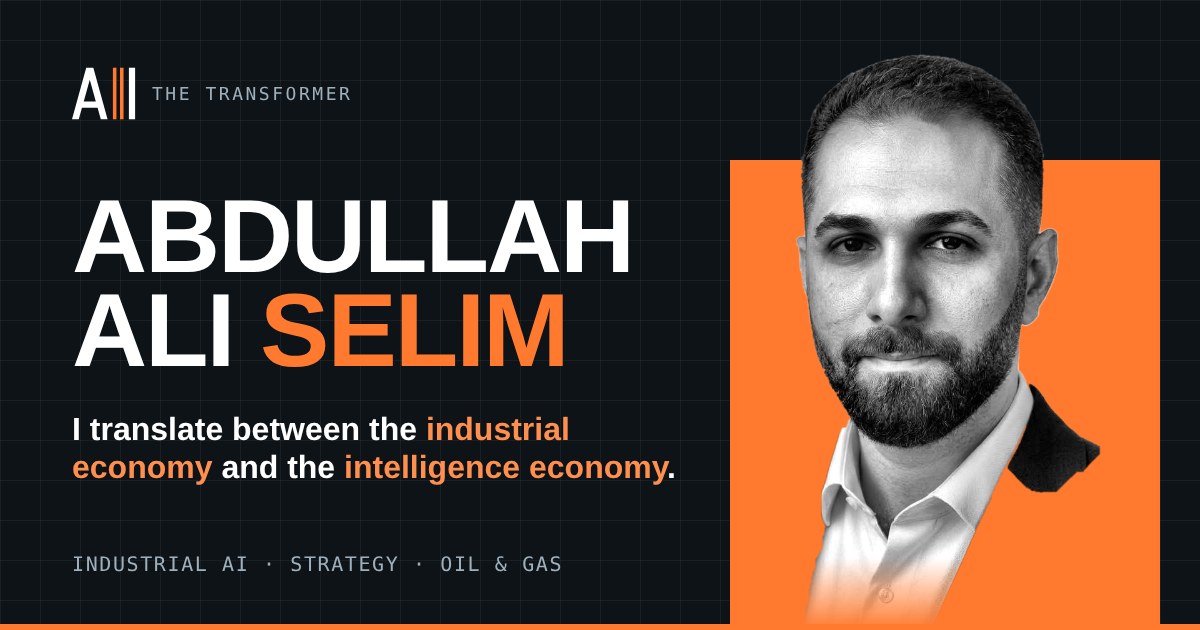 THE TRANSFORMER
ABDULLAH
ALI SELIM
I translate between the industrial
economy and the intelligence economy.
INDUSTRIAL AI · STRATEGY · OIL & GAS